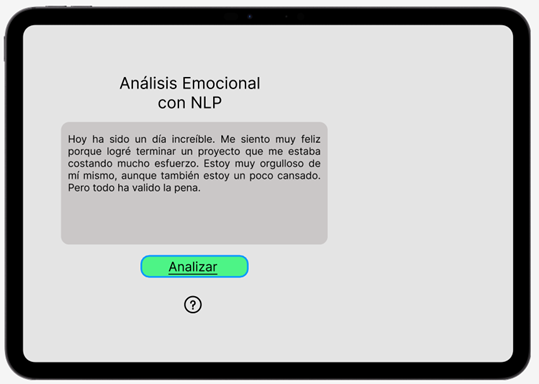 Análisis Emocional
con NLP
Hoy ha sido un día increíble. Me siento muy feliz
porque logré terminar un proyecto que me estaba
costando mucho esfuerzo. Estoy muy orgulloso de
mí mismo, aunque también estoy un poco cansado.
Pero todo ha valido la pena.
Analizar
?